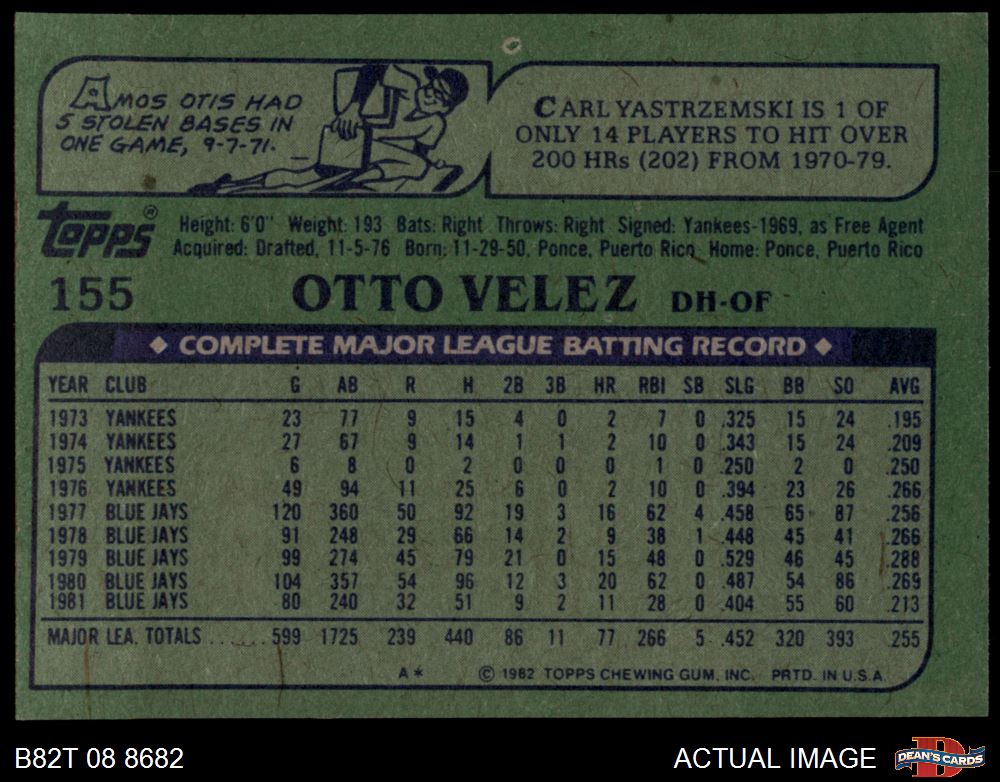 AMOS OTIS HAD
5 STOLEN BASES IN
ONE GAME, 9-7-71.
CARL YASTRZEMSKI IS 1 OF
ONLY 14 PLAYERS TO HIT OVER
200 HRs (202) FROM 1970-79.
Topps ®
Height: 6'0" Weight: 193 Bats: Right Throws: Right Signed: Yankees-1969, as Free Agent
Acquired: Drafted, 11-5-76 Born: 11-29-50, Ponce, Puerto Rico Home: Ponce, Puerto Rico
155 OTTO VELEZ DH-OF
◆ COMPLETE MAJOR LEAGUE BATTING RECORD ◆
YEAR CLUB G AB R H 2B 3B HR RBI SB SLG BB SO AVG
1973 YANKEES 23 77 9 15 4 0 2 7 0 .325 15 24 .195
1974 YANKEES 27 67 9 14 1 1 2 10 0 .343 15 24 .209
1975 YANKEES 6 8 0 2 0 0 0 1 0 .250 2 0 .250
1976 YANKEES 49 94 11 25 6 0 2 10 0 .394 23 26 .266
1977 BLUE JAYS 120 360 50 92 19 3 16 62 4 .458 65 87 .256
1978 BLUE JAYS 91 248 29 66 14 2 9 38 1 .448 45 41 .266
1979 BLUE JAYS 99 274 45 79 21 0 15 48 0 .529 46 45 .288
1980 BLUE JAYS 104 357 54 96 12 3 20 62 0 .487 54 86 .269
1981 BLUE JAYS 80 240 32 51 9 2 11 28 0 .404 55 60 .213
MAJOR LEA. TOTALS ....... 599 1725 239 440 86 11 77 266 5 .452 320 393 .255
A* © 1982 TOPPS CHEWING GUM, INC. PRTD. IN U.S.A.
B82T 08 8682 ACTUAL IMAGE
D
DEAN'S CARDS